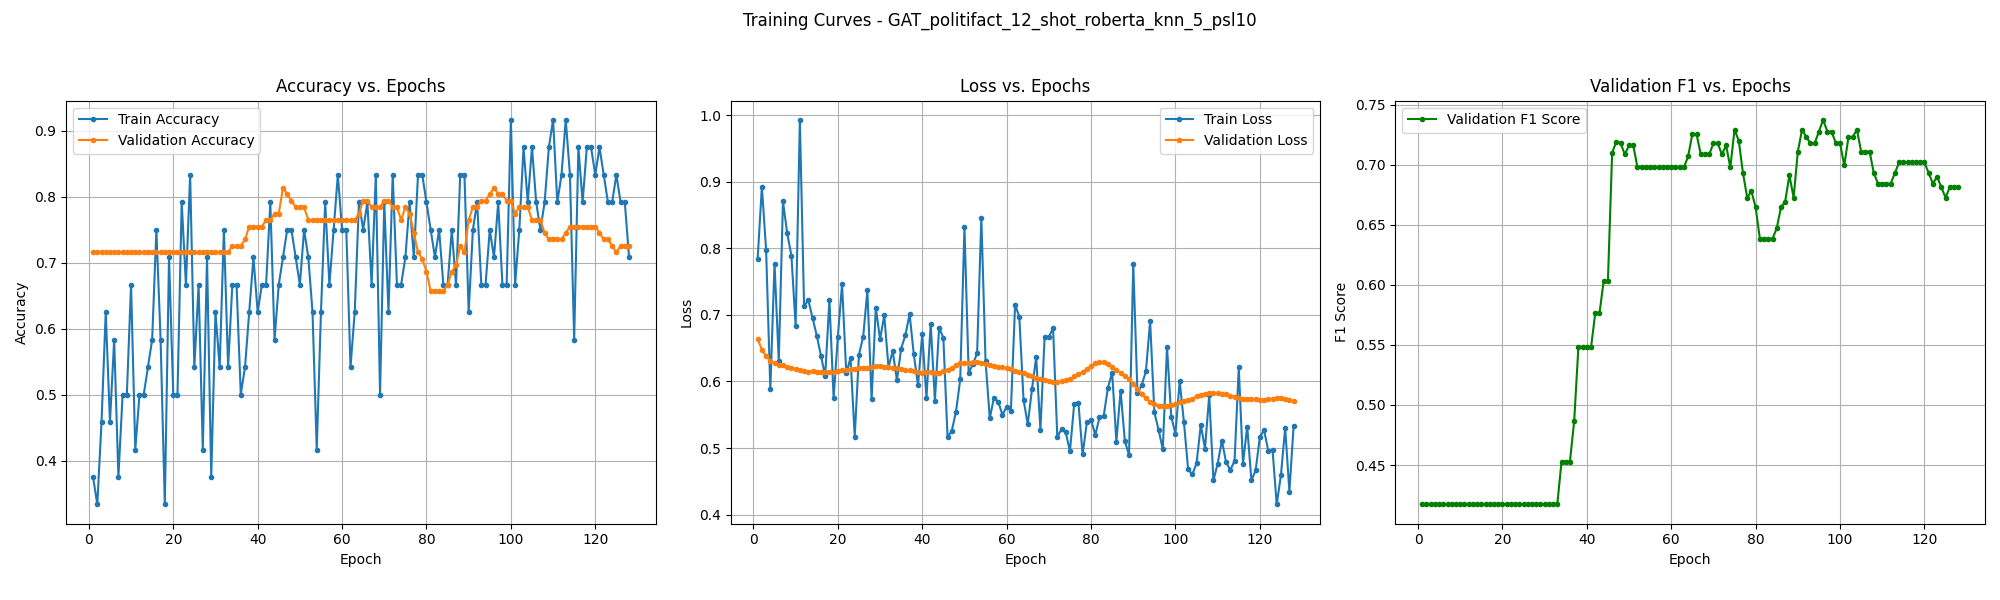 Training Curves - GAT_politifact_12_shot_roberta_knn_5_psl10
Accuracy vs. Epochs
Train Accuracy
Validation Accuracy
Accuracy
0.9
0.8
0.7
0.6
0.5
0.4
0 20 40 60 80 100 120
Epoch
Loss vs. Epochs
Train Loss
Validation Loss
Loss
1.0
0.9
0.8
0.7
0.6
0.5
0.4
0 20 40 60 80 100 120
Epoch
Validation F1 vs. Epochs
Validation F1 Score
F1 Score
0.75
0.70
0.65
0.60
0.55
0.50
0.45
0 20 40 60 80 100 120
Epoch